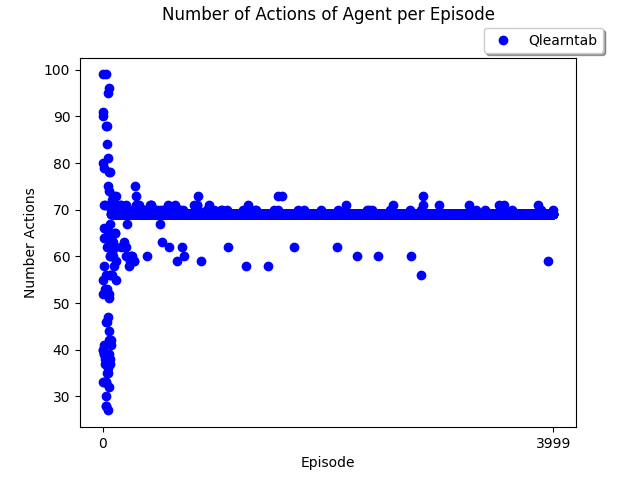 Number of Actions of Agent per Episode
Qlearntab
100
90
80
70
60
50
40
30
Number Actions
0
3999
Episode